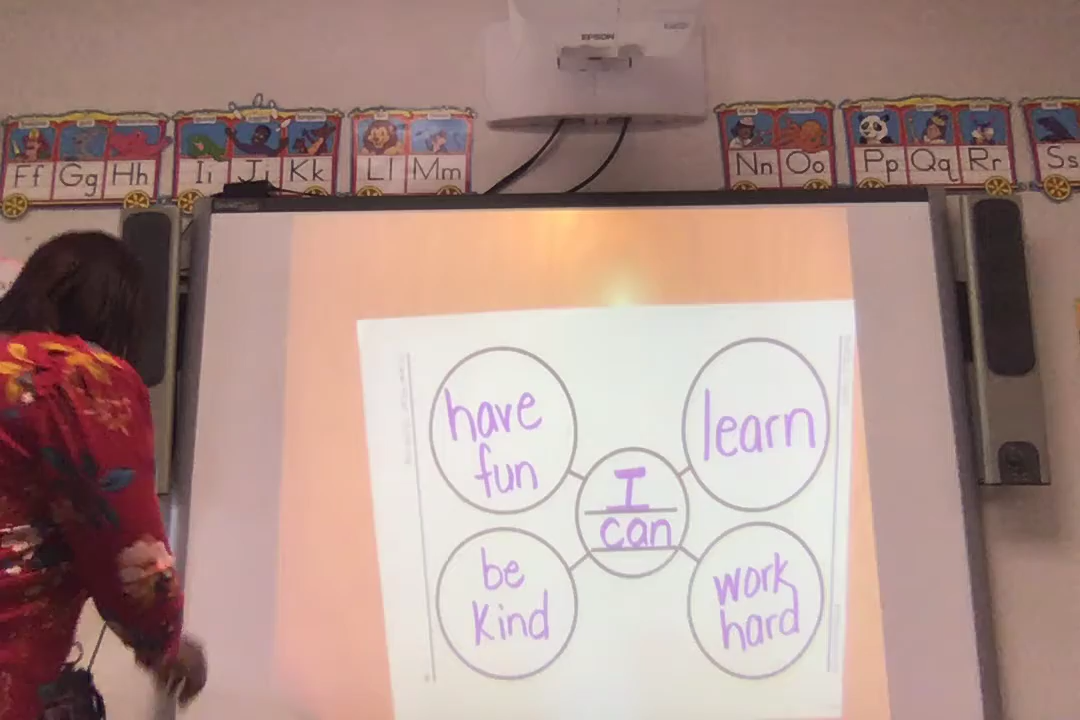 EPSON
Ff Gg Hh
Ii Jj Kk
Ll Mm
Nn Oo
Pp Qq Rr
Ss
have
fun
learn
I
can
be
kind
work
hard